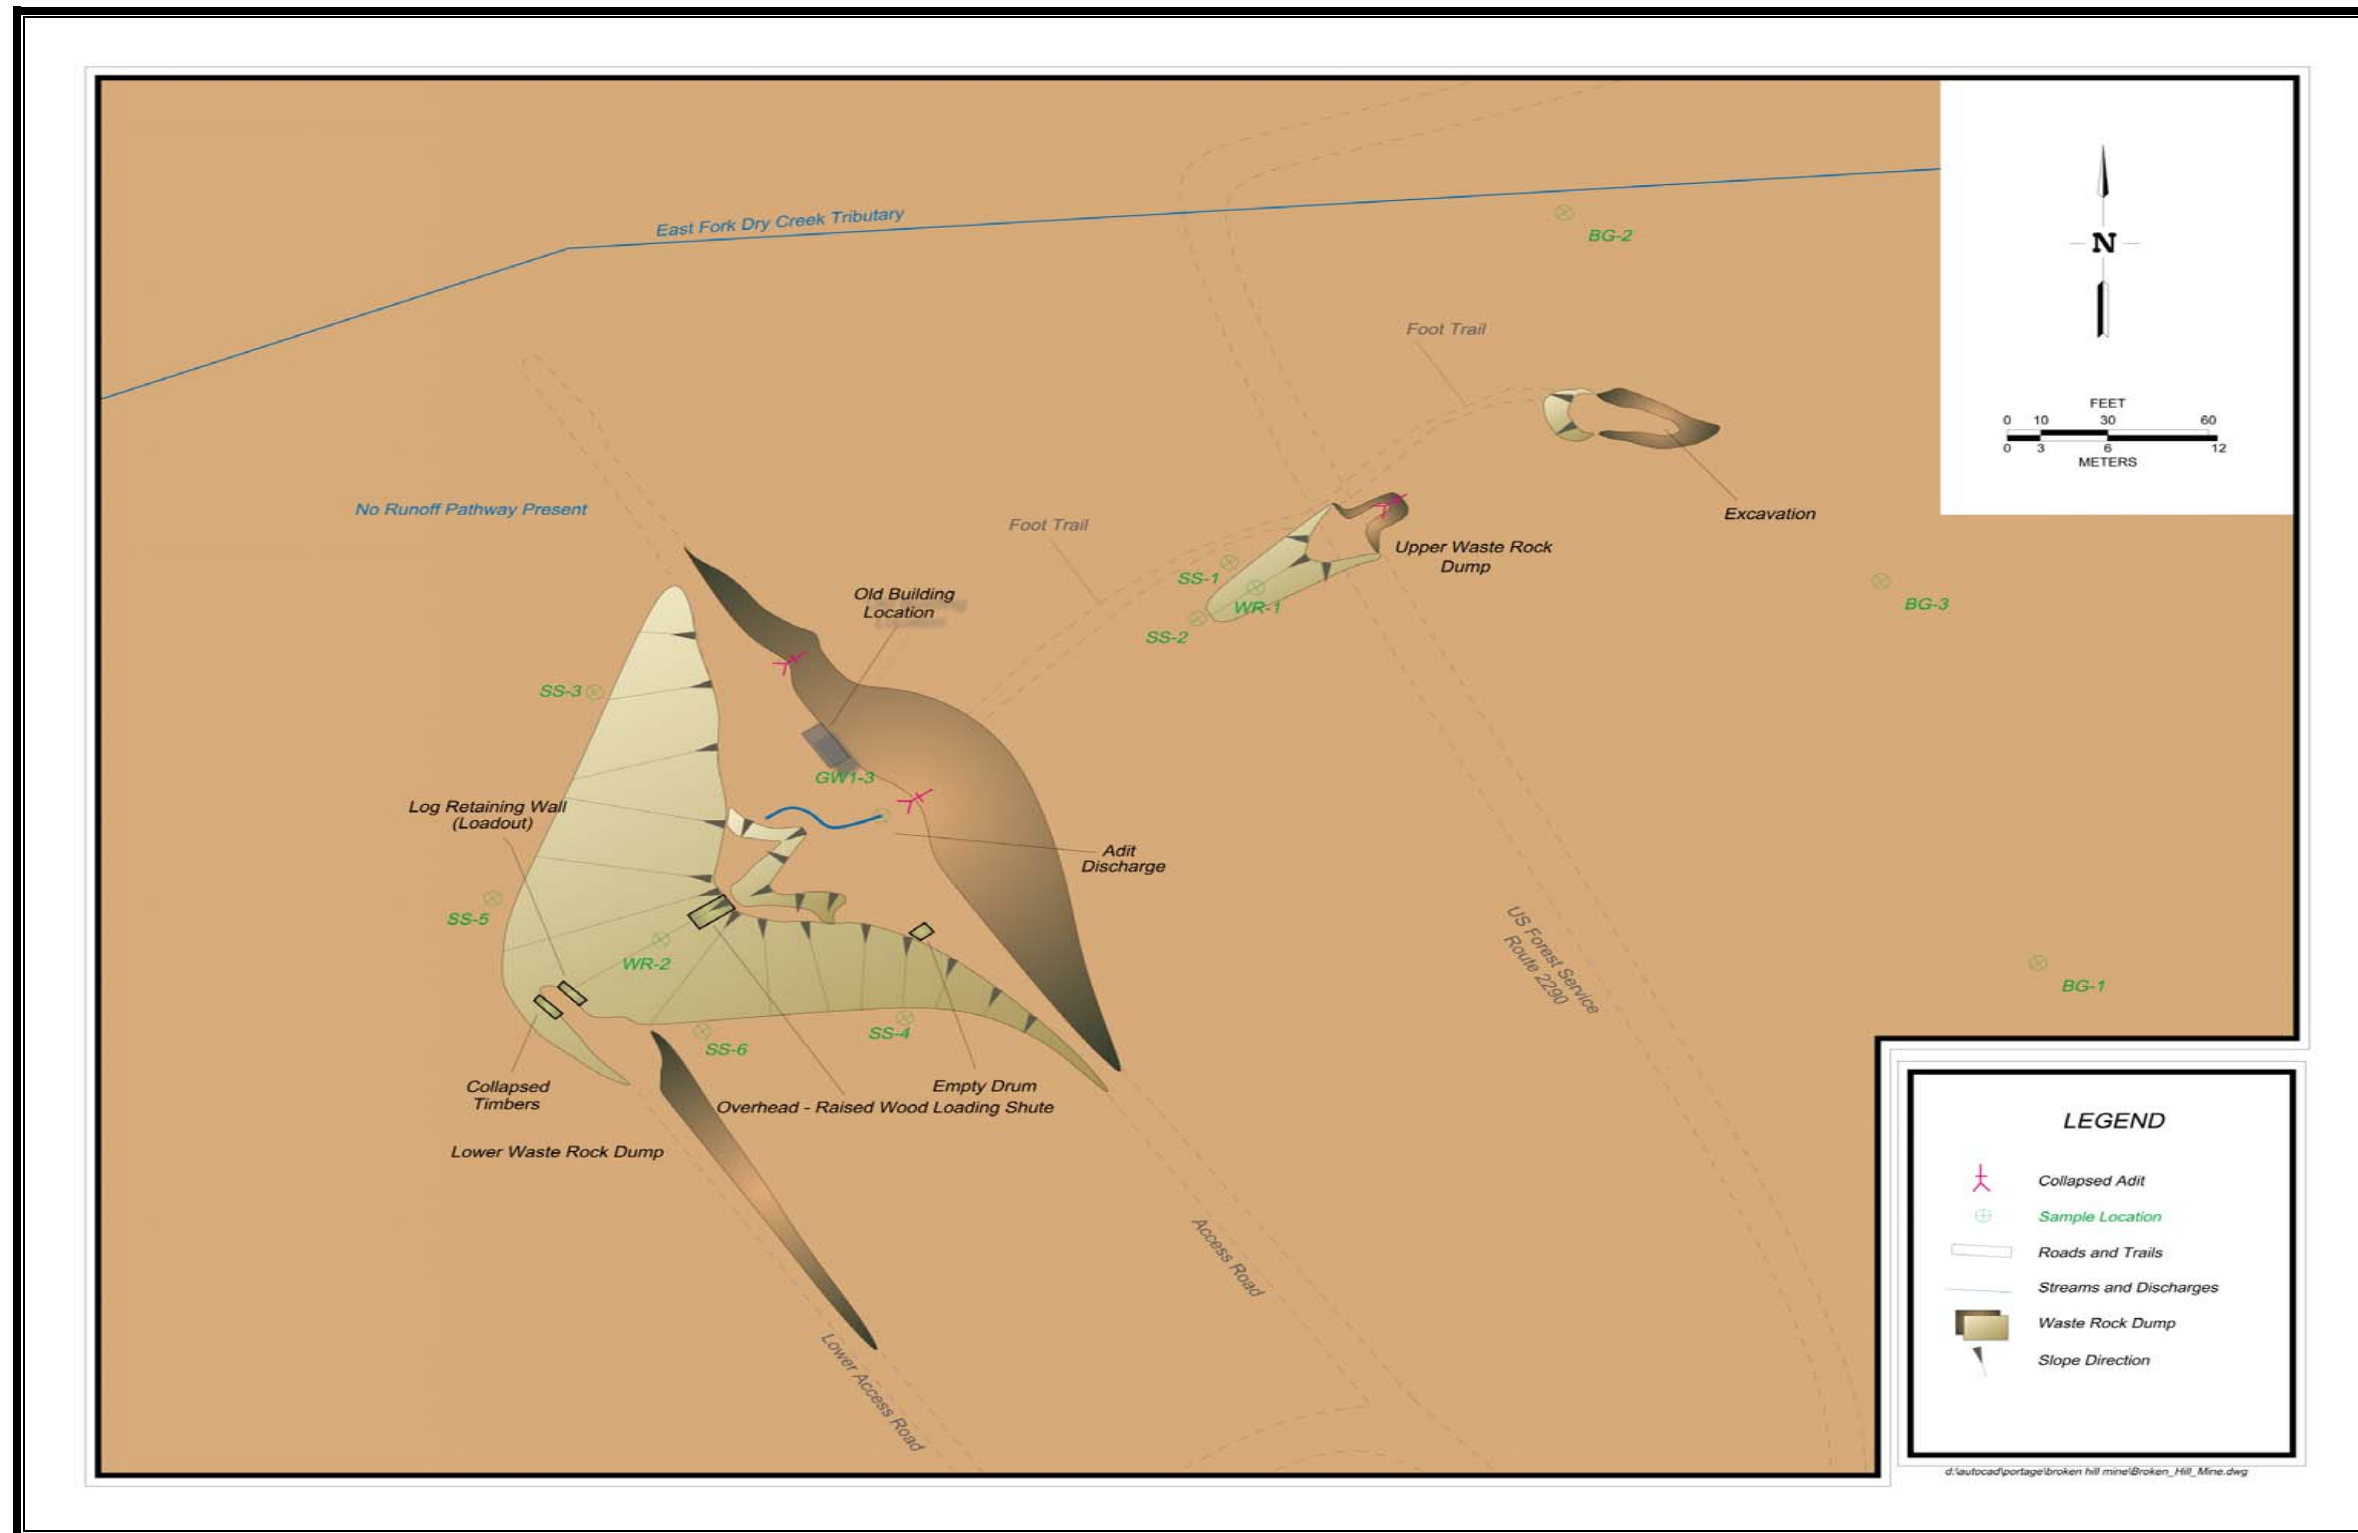 East Fork Dry Creek Tributary
BG-2
N
Foot Trail
FEET
0 10 30 60
0 3 6 12
METERS
No Runoff Pathway Present
Foot Trail
Excavation
Upper Waste Rock
Dump
SS-1
WR-1
SS-2
BG-3
Old Building
Location
SS-3
GW1-3
Log Retaining Wall
(Loadout)
Adit
Discharge
SS-5
WR-2
US Forest Service
Route 2290
BG-1
SS-4
SS-6
Collapsed
Timbers
Empty Drum
Overhead - Raised Wood Loading Shute
Lower Waste Rock Dump
Access Road
Lower Access Road
LEGEND
Collapsed Adit
Sample Location
Roads and Trails
Streams and Discharges
Waste Rock Dump
Slope Direction
d:\autocad\portage\broken hill mine\Broken_Hill_Mine.dwg